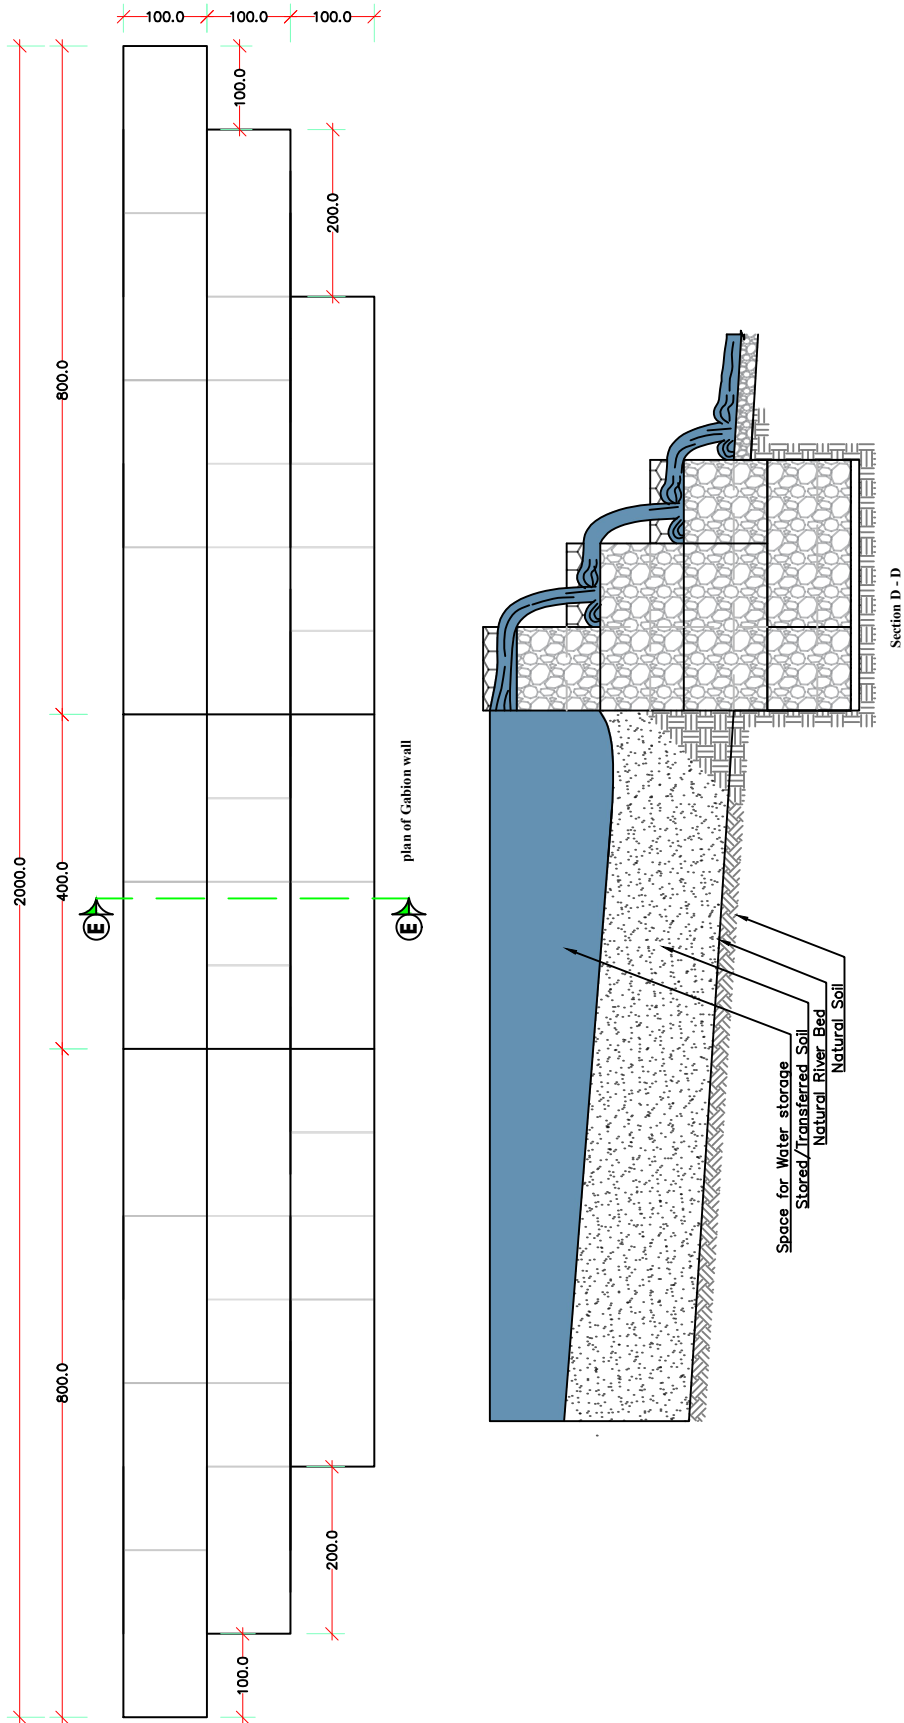 100.0
100.0
100.0
100.0
200.0
800.0
2000.0
400.0
800.0
200.0
100.0
E
E
plan of Gabion wall
Space for Water storage
Stored/Transferred Soil
Natural River Bed
Natural Soil
Section D - D